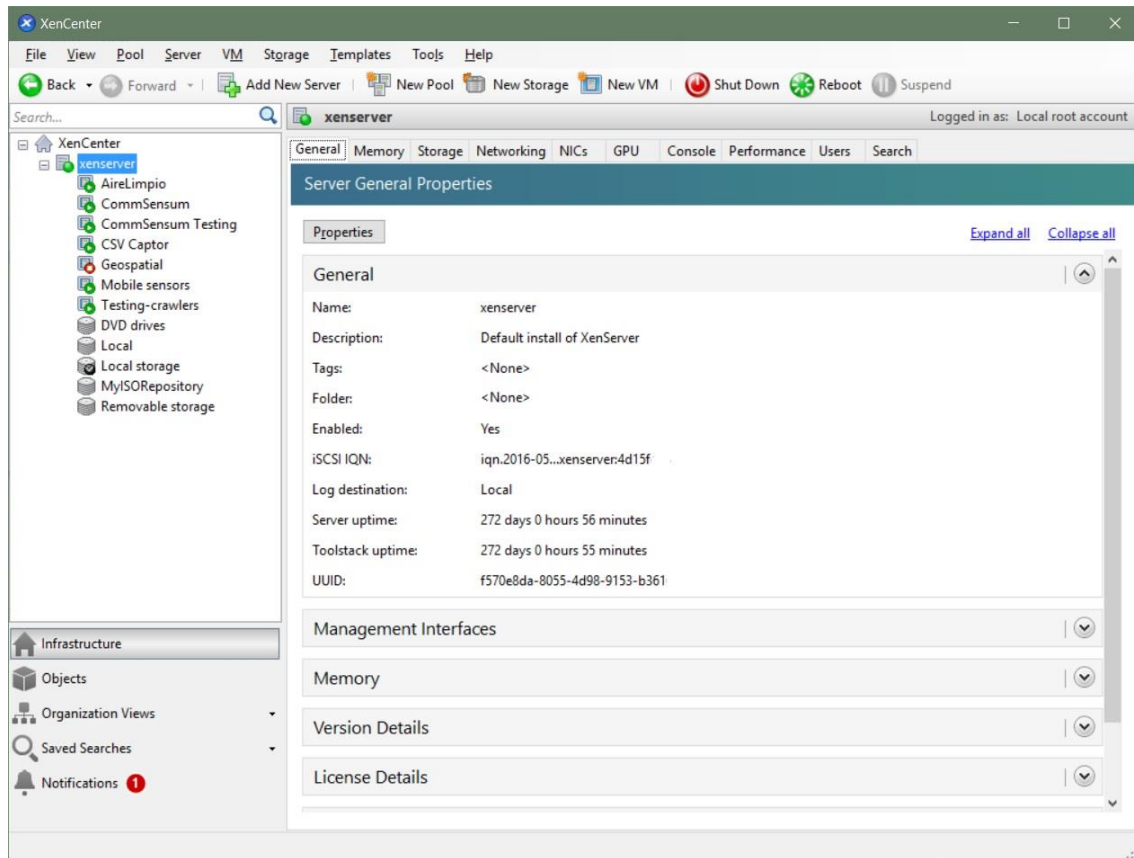 XenCenter
File View Pool Server VM Storage Templates Tools Help
Back Forward Add New Server New Pool New Storage New VM Shut Down Reboot Suspend
Search...
xenserver Logged in as: Local root account
XenCenter
xenserver
AireLimpio
CommSensum
CommSensum Testing
CSV Captor
Geospatial
Mobile sensors
Testing-crawlers
DVD drives
Local
Local storage
MyISORepository
Removable storage
Infrastructure
Objects
Organization Views
Saved Searches
Notifications 1
General Memory Storage Networking NICs GPU Console Performance Users Search
Server General Properties
Properties Expand all Collapse all
General
Name: xenserver
Description: Default install of XenServer
Tags: <None>
Folder: <None>
Enabled: Yes
iSCSI IQN: iqn.2016-05...xenserver:4d15f
Log destination: Local
Server uptime: 272 days 0 hours 56 minutes
Toolstack uptime: 272 days 0 hours 55 minutes
UUID: f570e8da-8055-4d98-9153-b361
Management Interfaces
Memory
Version Details
License Details